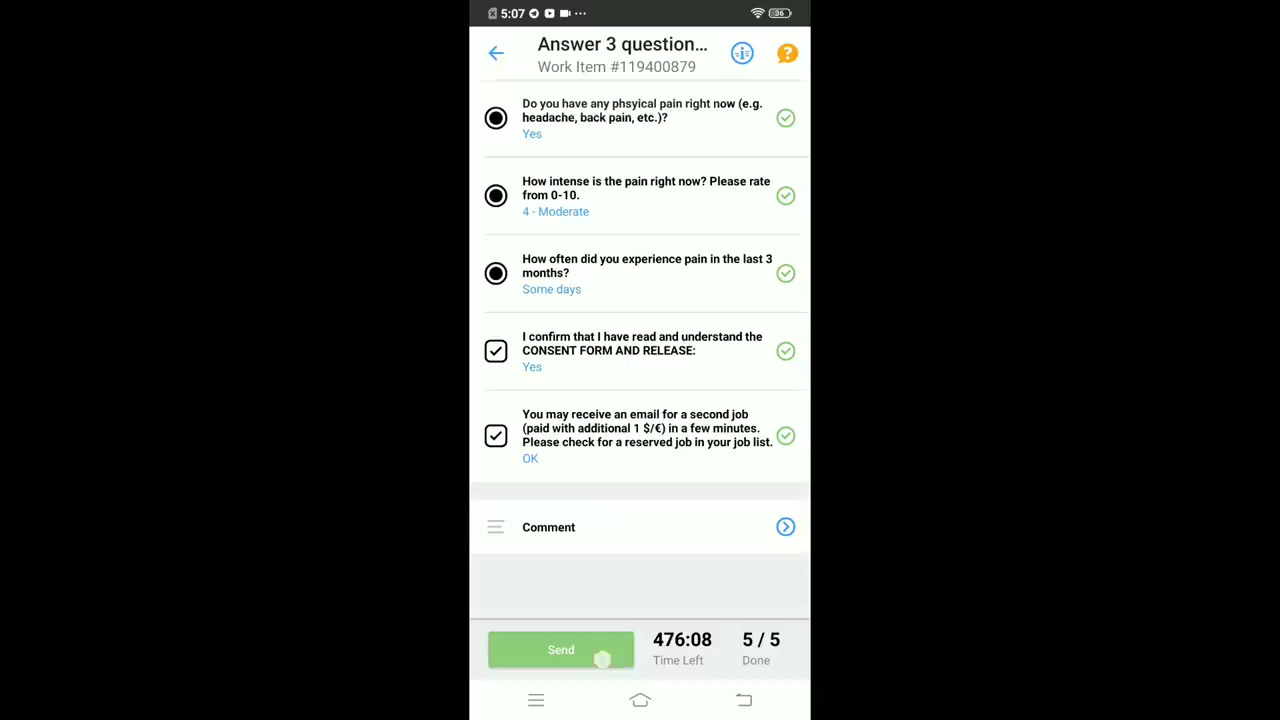 5:07
36
Answer 3 question...
Work Item #119400879
Do you have any phsyical pain right now (e.g.
headache, back pain, etc.)?
Yes
How intense is the pain right now? Please rate
from 0-10.
4 - Moderate
How often did you experience pain in the last 3
months?
Some days
I confirm that I have read and understand the
CONSENT FORM AND RELEASE:
Yes
You may receive an email for a second job
(paid with additional 1 $/€) in a few minutes.
Please check for a reserved job in your job list.
OK
Comment
Send
476:08
Time Left
5 / 5
Done